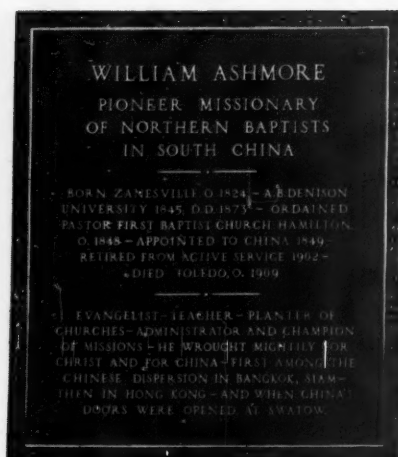 WILLIAM ASHMORE
PIONEER MISSIONARY
OF NORTHERN BAPTISTS
IN SOUTH CHINA
BORN ZANESVILLE O. 1824 – A.B. DENISON
UNIVERSITY 1845, D.D. 1873 – ORDAINED
PASTOR FIRST BAPTIST CHURCH HAMILTON
O. 1848 – APPOINTED TO CHINA 1849
RETIRED FROM ACTIVE SERVICE 1902 –
DIED TOLEDO, O. 1909
EVANGELIST – TEACHER – PLANTER OF
CHURCHES – ADMINISTRATOR AND CHAMPION
OF MISSIONS – HE WROUGHT MIGHTILY FOR
CHRIST AND FOR CHINA – FIRST AMONG THE
CHINESE DISPERSION IN BANGKOK, SIAM –
THEN IN HONG KONG – AND WHEN CHINA'S
DOORS WERE OPENED, AT SWATOW.